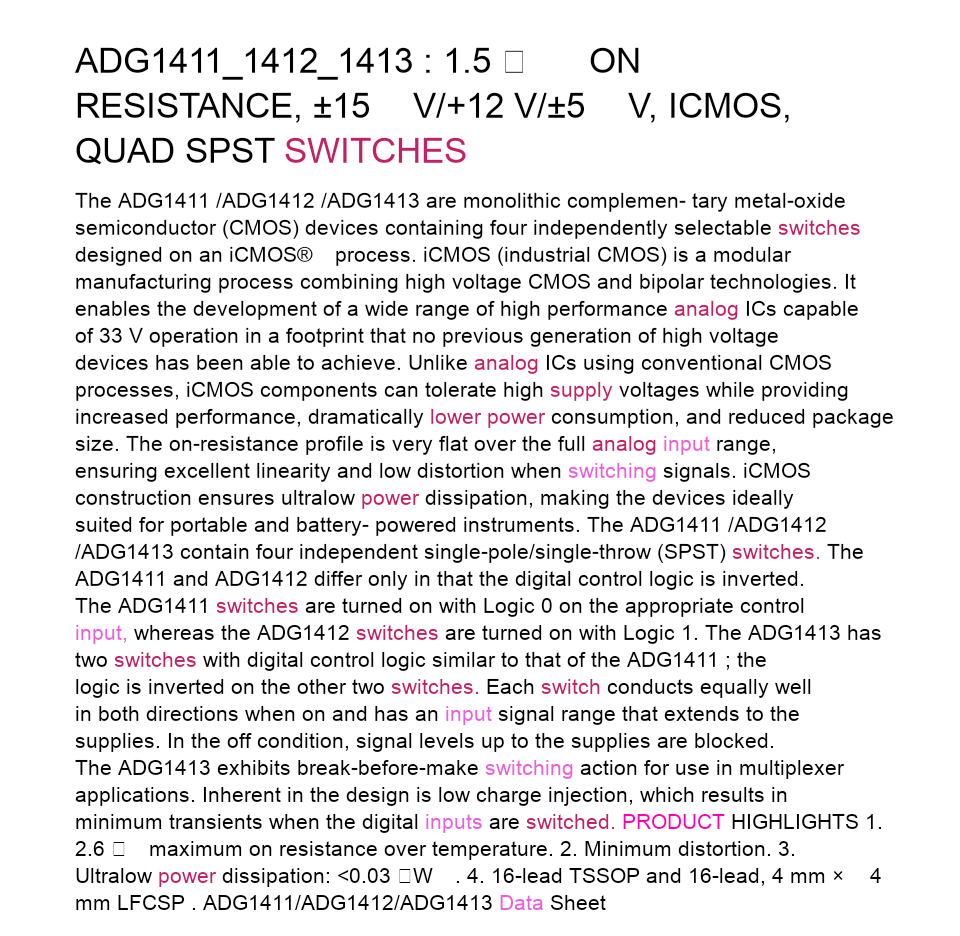 ADG1411_1412_1413 : 1.5 □ ON
RESISTANCE, ±15 V/+12 V/±5 V, ICMOS,
QUAD SPST SWITCHES
The ADG1411 /ADG1412 /ADG1413 are monolithic complemen- tary metal-oxide
semiconductor (CMOS) devices containing four independently selectable switches
designed on an iCMOS® process. iCMOS (industrial CMOS) is a modular
manufacturing process combining high voltage CMOS and bipolar technologies. It
enables the development of a wide range of high performance analog ICs capable
of 33 V operation in a footprint that no previous generation of high voltage
devices has been able to achieve. Unlike analog ICs using conventional CMOS
processes, iCMOS components can tolerate high supply voltages while providing
increased performance, dramatically lower power consumption, and reduced package
size. The on-resistance profile is very flat over the full analog input range,
ensuring excellent linearity and low distortion when switching signals. iCMOS
construction ensures ultralow power dissipation, making the devices ideally
suited for portable and battery- powered instruments. The ADG1411 /ADG1412
/ADG1413 contain four independent single-pole/single-throw (SPST) switches. The
ADG1411 and ADG1412 differ only in that the digital control logic is inverted.
The ADG1411 switches are turned on with Logic 0 on the appropriate control
input, whereas the ADG1412 switches are turned on with Logic 1. The ADG1413 has
two switches with digital control logic similar to that of the ADG1411 ; the
logic is inverted on the other two switches. Each switch conducts equally well
in both directions when on and has an input signal range that extends to the
supplies. In the off condition, signal levels up to the supplies are blocked.
The ADG1413 exhibits break-before-make switching action for use in multiplexer
applications. Inherent in the design is low charge injection, which results in
minimum transients when the digital inputs are switched. PRODUCT HIGHLIGHTS 1.
2.6 □ maximum on resistance over temperature. 2. Minimum distortion. 3.
Ultralow power dissipation: <0.03 □W . 4. 16-lead TSSOP and 16-lead, 4 mm × 4
mm LFCSP . ADG1411/ADG1412/ADG1413 Data Sheet